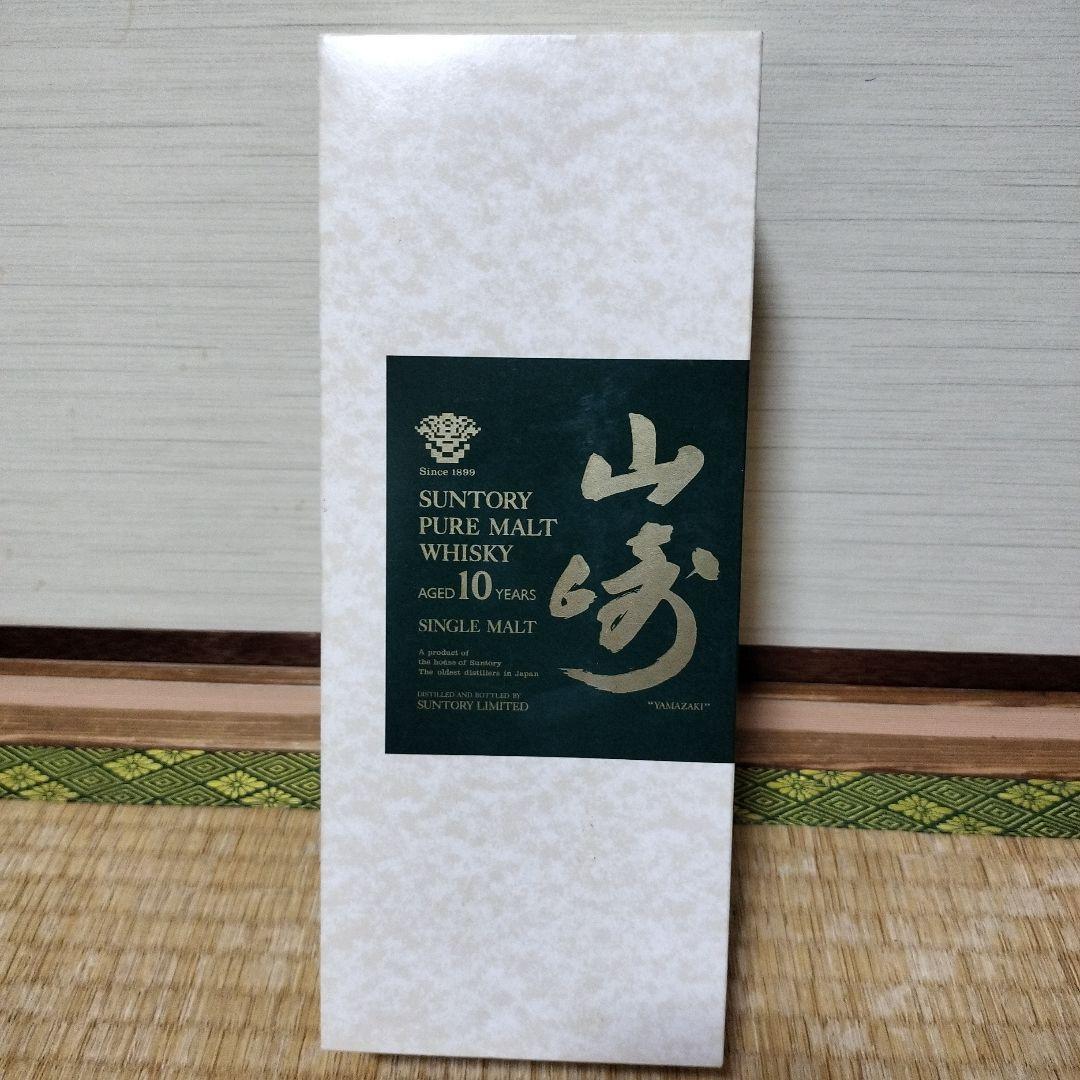 Since 1899
SUNTORY
PURE MALT
WHISKY
AGED 10 YEARS
SINGLE MALT
A product of
the house of Suntory
The oldest distillers in Japan
DISTILLED AND BOTTLED BY
SUNTORY LIMITED
山崎
"YAMAZAKI"